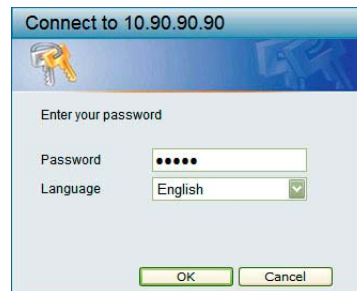 Connect to 10.90.90.90
Enter your password
Password •••••
Language English
OK Cancel